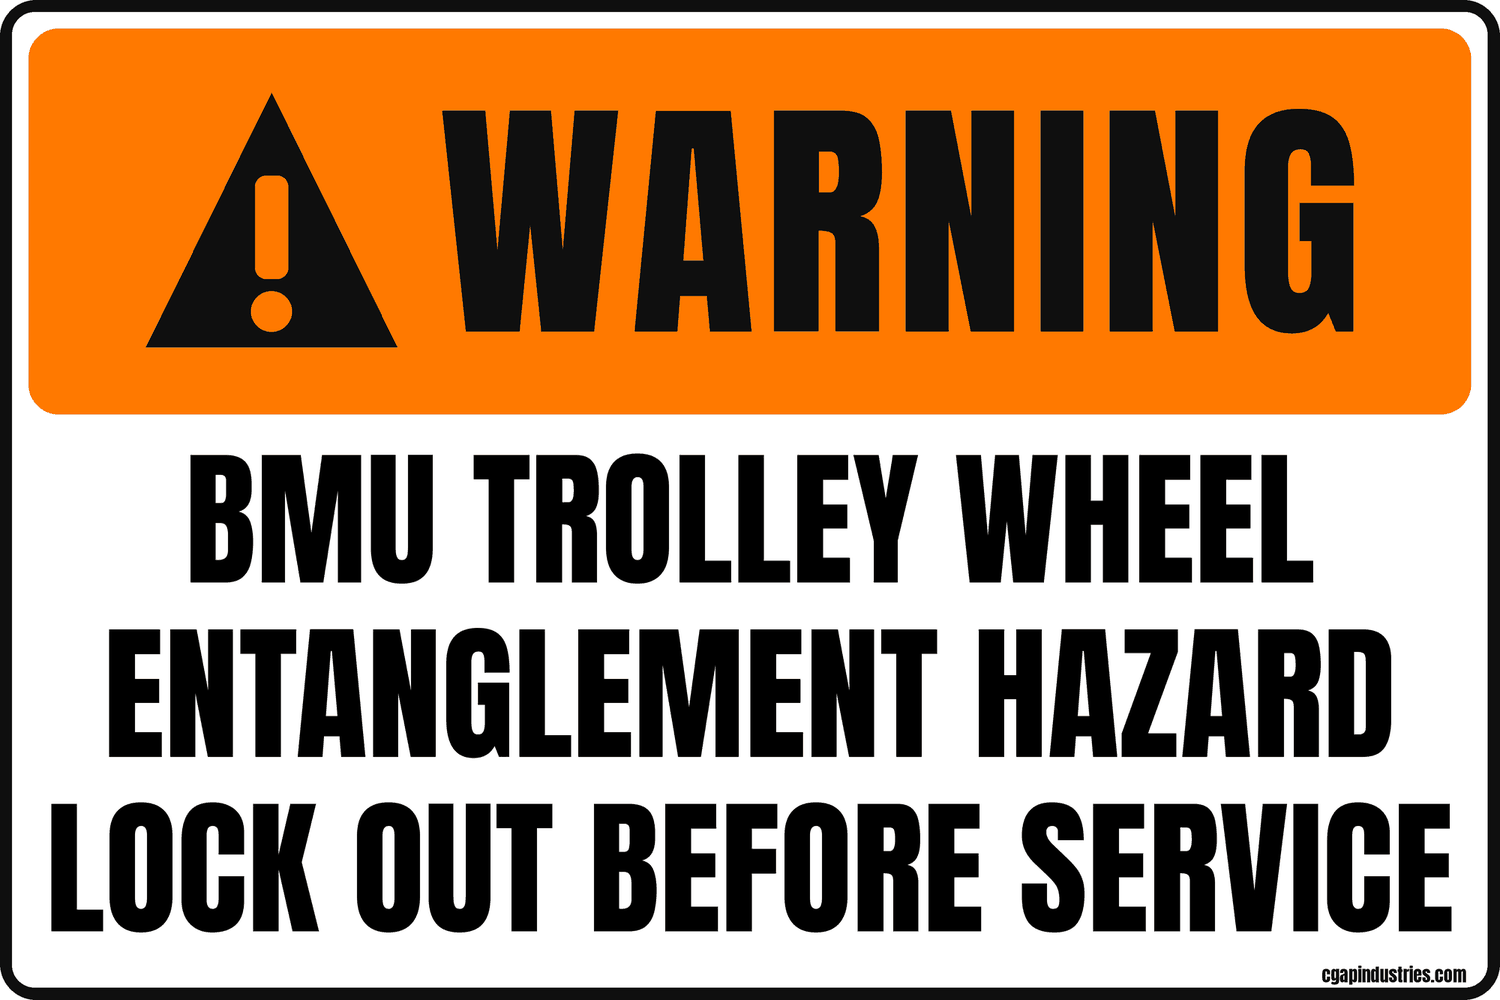 WARNING
BMU TROLLEY WHEEL
ENTANGLEMENT HAZARD
LOCK OUT BEFORE SERVICE
cgapindustries.com